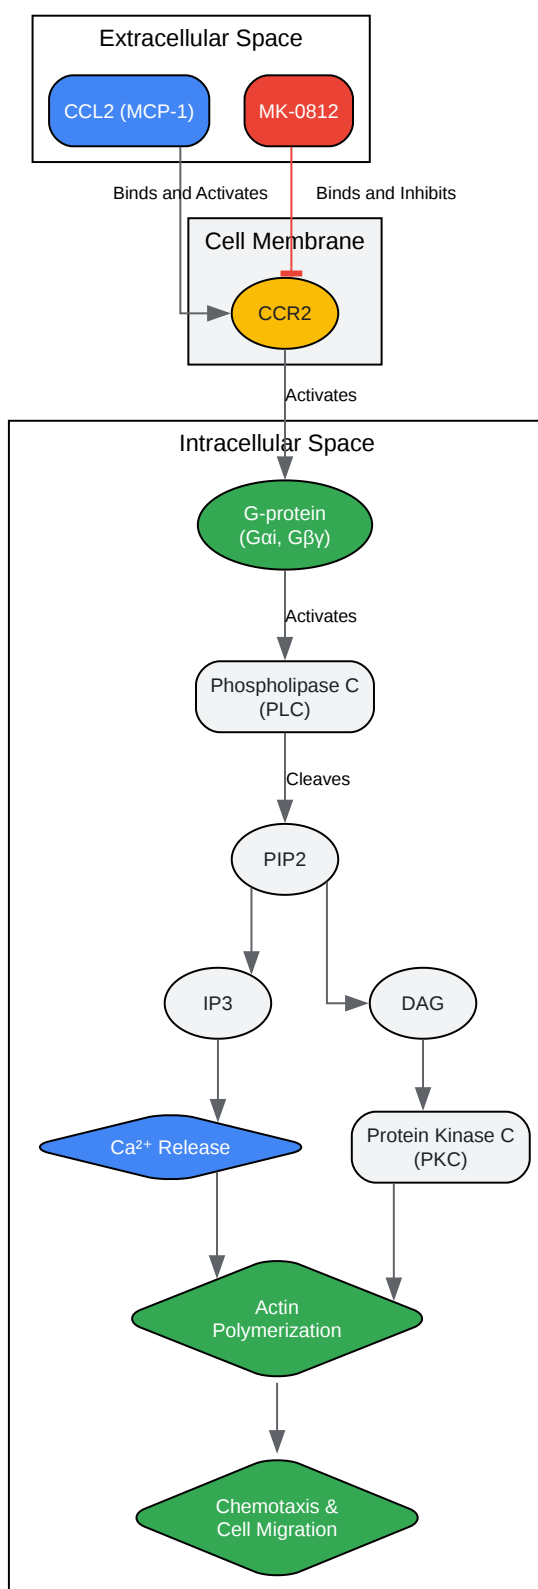 Extracellular Space
CCL2 (MCP-1)
MK-0812
Binds and Activates
Binds and Inhibits
Cell Membrane
CCR2
Activates
Intracellular Space
G-protein
(Gαi, Gβγ)
Activates
Phospholipase C
(PLC)
Cleaves
PIP2
IP3
DAG
Ca²⁺ Release
Protein Kinase C
(PKC)
Actin
Polymerization
Chemotaxis &
Cell Migration